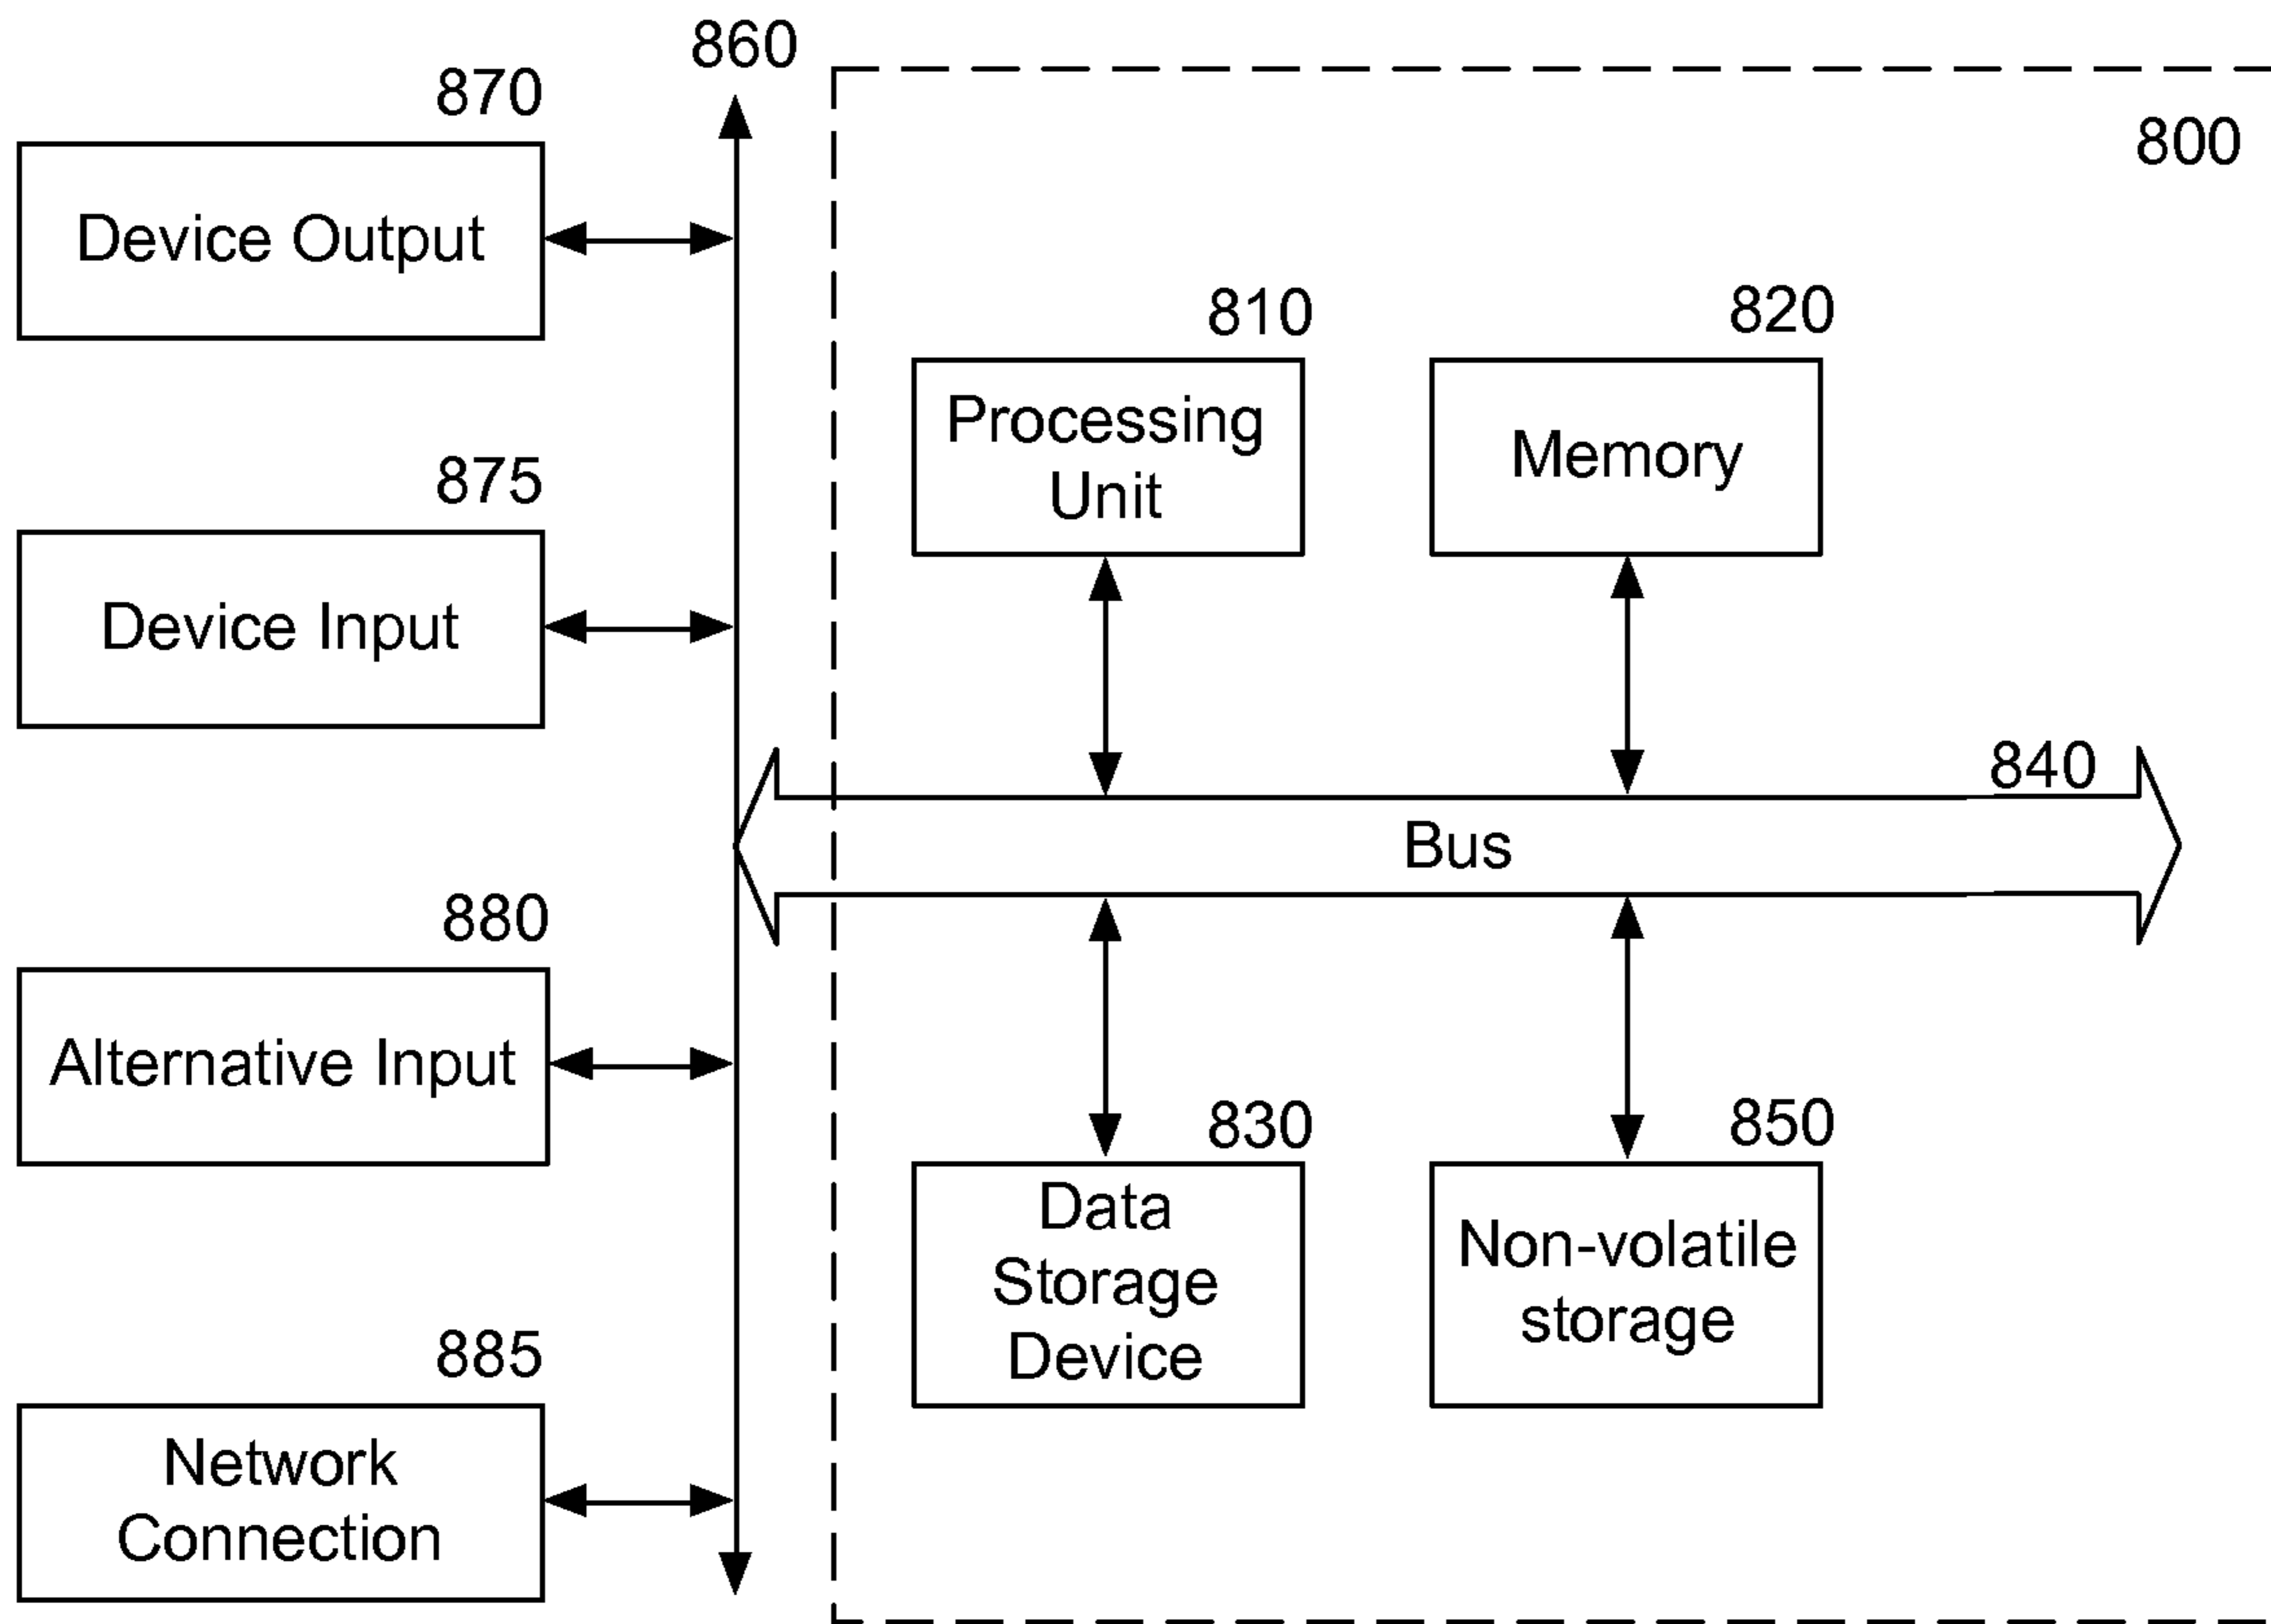 860
870
800
Device Output
810
820
Processing
Unit
Memory
875
Device Input
840
Bus
880
Alternative Input
830
850
Data
Storage
Device
Non-volatile
storage
885
Network
Connection